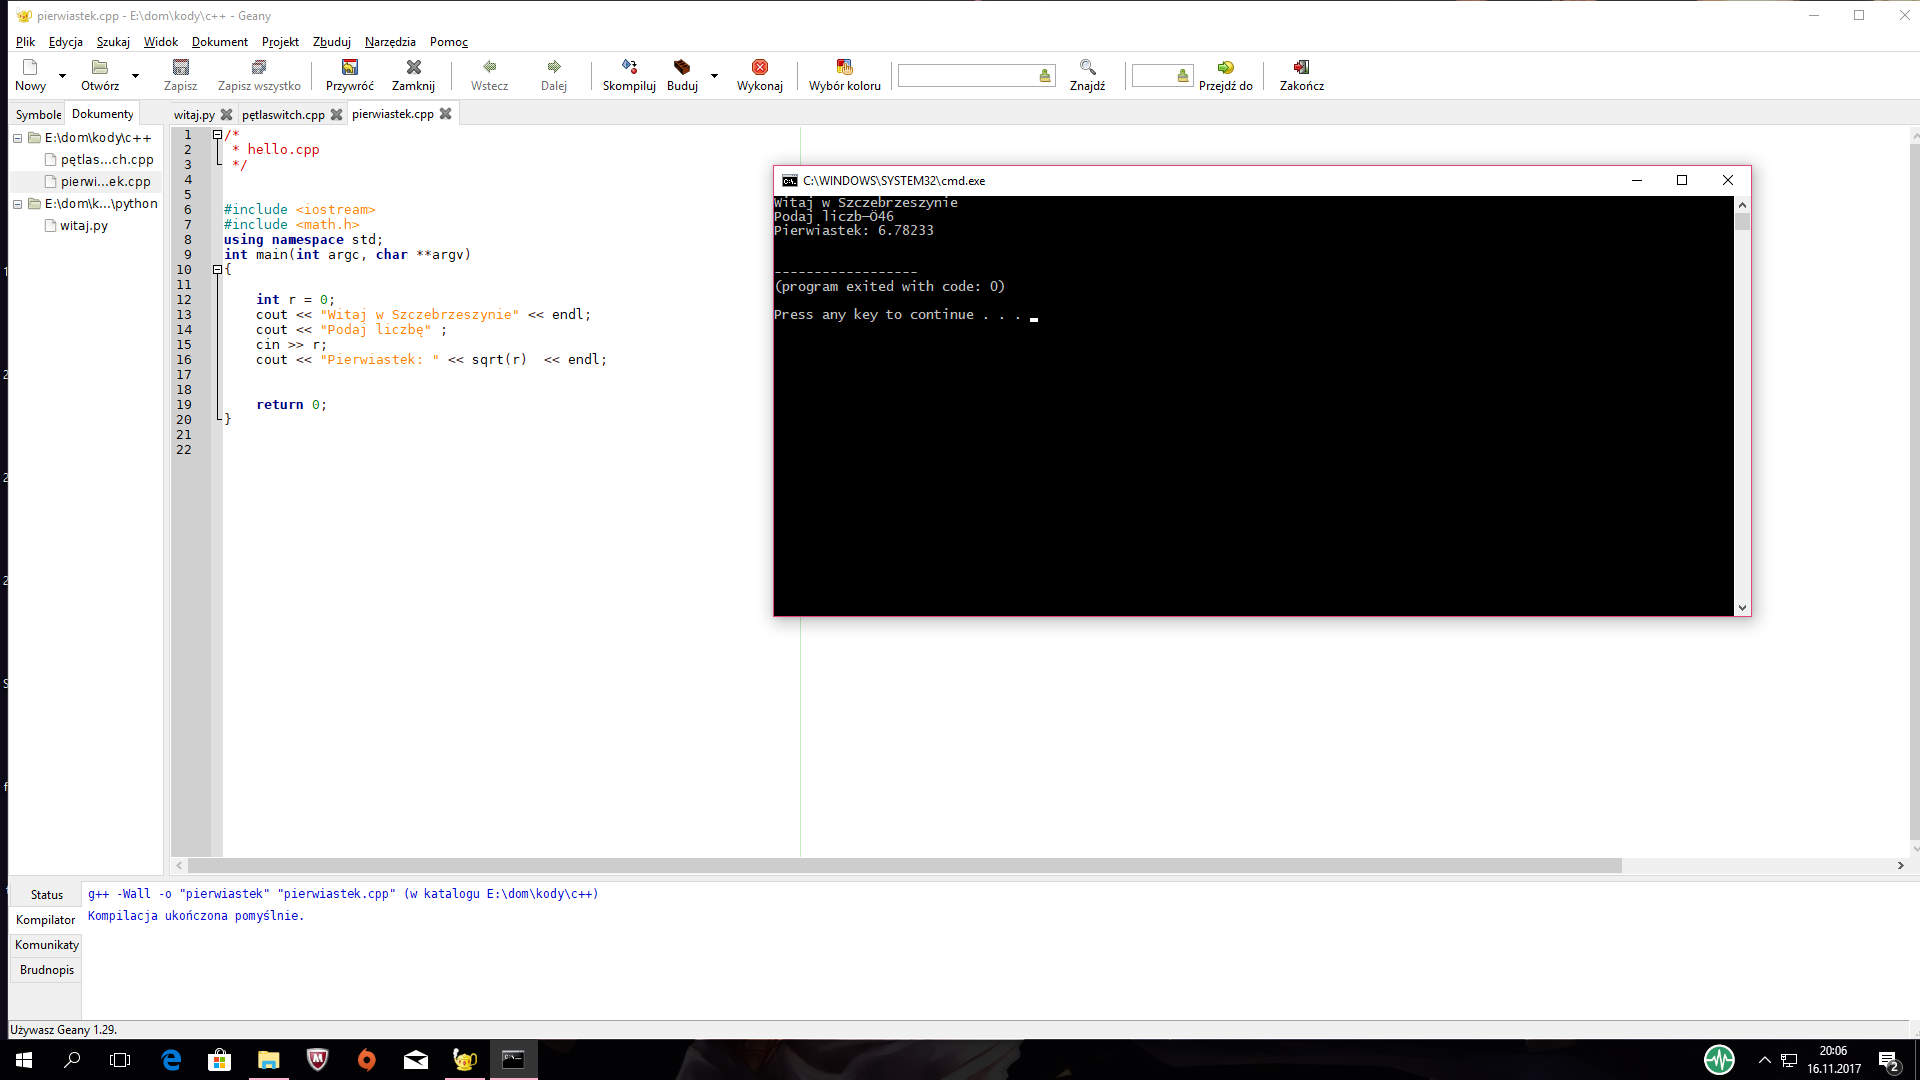 pierwiastek.cpp - E:\dom\kody\c++ - Geany
Plik Edycja Szukaj Widok Dokument Projekt Zbuduj Narzędzia Pomoc
Nowy Otwórz Zapisz Zapisz wszystko Przywróć Zamknij Wstecz Dalej Skompiluj Buduj Wykonaj Wybór koloru Znajdź Przejdź do Zakończ
Symbole Dokumenty witaj.py pętlaswitch.cpp pierwiastek.cpp
E:\dom\kody\c++
pętlas...ch.cpp
pierwi...ek.cpp
E:\dom\k...\python
witaj.py
1 /*
2 * hello.cpp
3 */
4
5
6 #include <iostream>
7 #include <math.h>
8 using namespace std;
9 int main(int argc, char **argv)
10 {
11
12 int r = 0;
13 cout << "Witaj w Szczebrzeszynie" << endl;
14 cout << "Podaj liczbę" ;
15 cin >> r;
16 cout << "Pierwiastek: " << sqrt(r)  << endl;
17
18
19 return 0;
20 }
21
22
C:\WINDOWS\SYSTEM32\cmd.exe
Witaj w Szczebrzeszynie
Podaj liczb─Ö46
Pierwiastek: 6.78233
------------------
(program exited with code: 0)
Press any key to continue . . .
Status
Kompilator
Komunikaty
Brudnopis
g++ -Wall -o "pierwiastek" "pierwiastek.cpp" (w katalogu E:\dom\kody\c++)
Kompilacja ukończona pomyślnie.
Używasz Geany 1.29.
20:06
16.11.2017
2